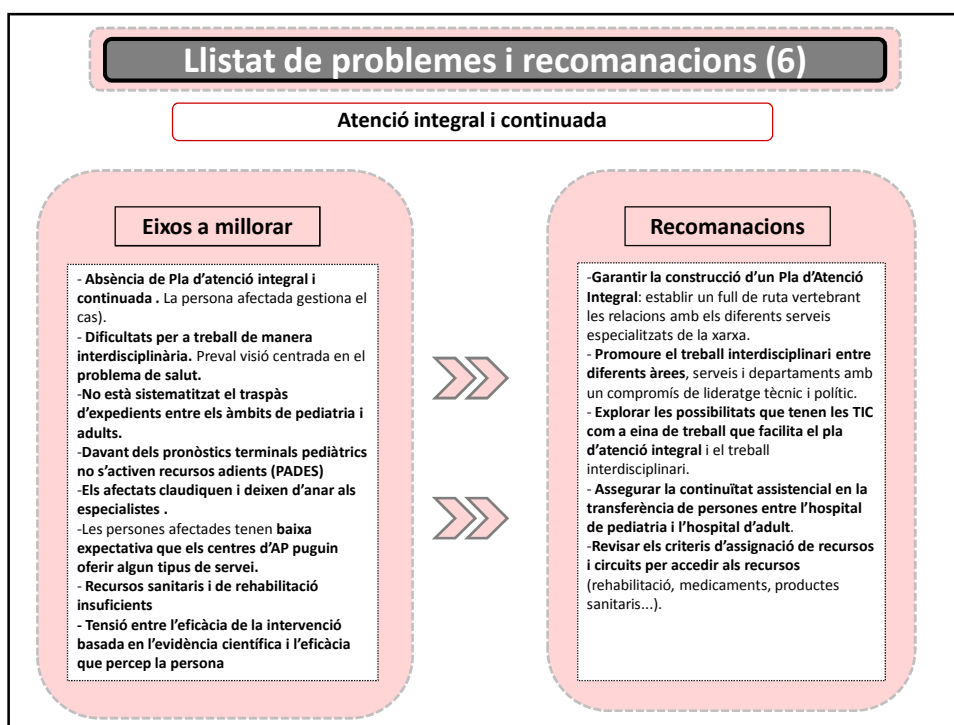 Llistat de problemes i recomanacions (6)
Atenció integral i continuada
Eixos a millorar
- Absència de Pla d'atenció integral i
continuada . La persona afectada gestiona el
cas).
- Dificultats per a treball de manera
interdisciplinària. Preval visió centrada en el
problema de salut.
-No està sistematitzat el traspàs
d'expedients entre els àmbits de pediatria i
adults.
-Davant dels pronòstics terminals pediàtrics
no s'activen recursos adients (PADES)
-Els afectats claudiquen i deixen d'anar als
especialistes .
-Les persones afectades tenen baixa
expectativa que els centres d'AP puguin
oferir algun tipus de servei.
- Recursos sanitaris i de rehabilitació
insuficients
- Tensió entre l'eficàcia de la intervenció
basada en l'evidència científica i l'eficàcia
que percep la persona
Recomanacions
-Garantir la construcció d'un Pla d'Atenció
Integral: establir un full de ruta vertebrant
les relacions amb els diferents serveis
especialitzats de la xarxa.
- Promoure el treball interdisciplinari entre
diferents àrees, serveis i departaments amb
un compromís de lideratge tècnic i polític.
- Explorar les possibilitats que tenen les TIC
com a eina de treball que facilita el pla
d'atenció integral i el treball
interdisciplinari.
- Assegurar la continuïtat assistencial en la
transferència de persones entre l'hospital
de pediatria i l'hospital d'adult.
-Revisar els criteris d'assignació de recursos
i circuits per accedir als recursos
(rehabilitació, medicaments, productes
sanitaris...).